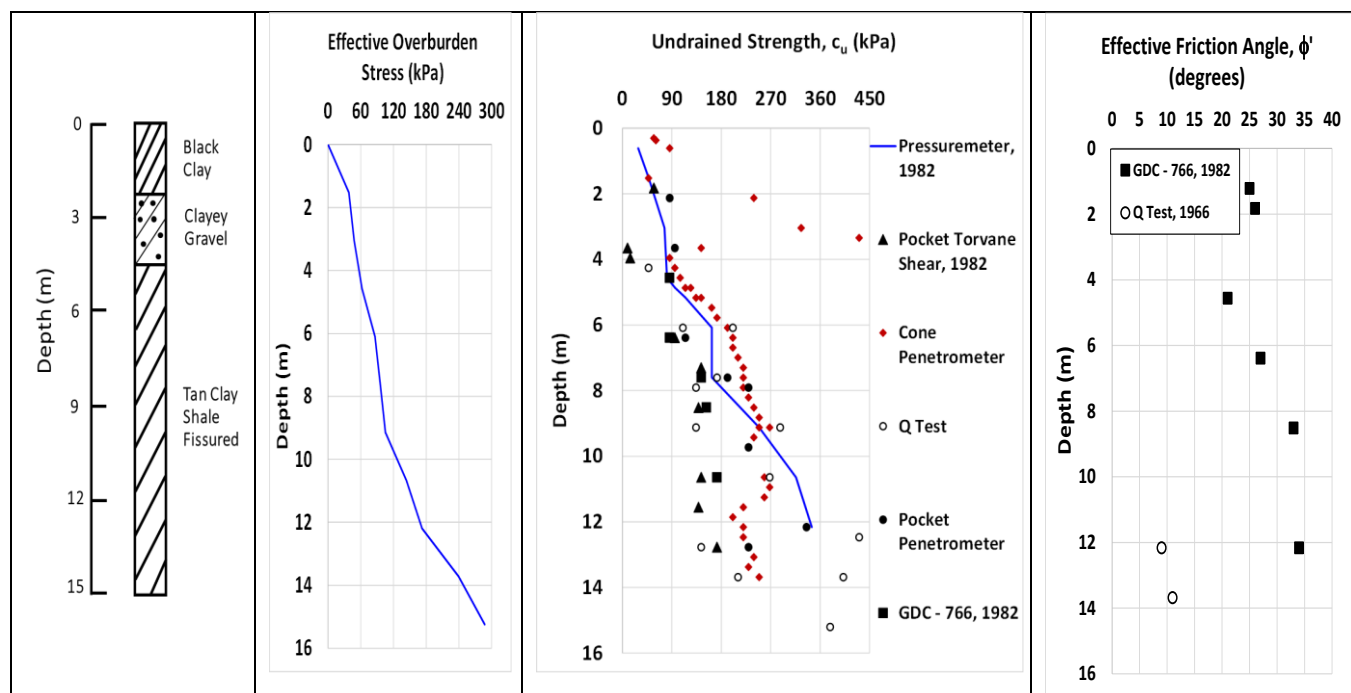 0
3
6
9
12
15
Depth (m)
Black
Clay
Clayey
Gravel
Tan Clay
Shale
Fissured
Effective Overburden
Stress (kPa)
0 60 120 180 240 300
0
2
4
6
8
10
12
14
16
Depth (m)
Undrained Strength, cu (kPa)
0 90 180 270 360 450
0
2
4
6
8
10
12
14
16
Depth (m)
Pressuremeter,
1982
Pocket Torvane
Shear, 1982
Cone
Penetrometer
Q Test
Pocket
Penetrometer
GDC - 766, 1982
Effective Friction Angle, ϕ'
(degrees)
0 5 10 15 20 25 30 35 40
0
2
4
6
8
10
12
14
16
Depth (m)
GDC - 766, 1982
Q Test, 1966